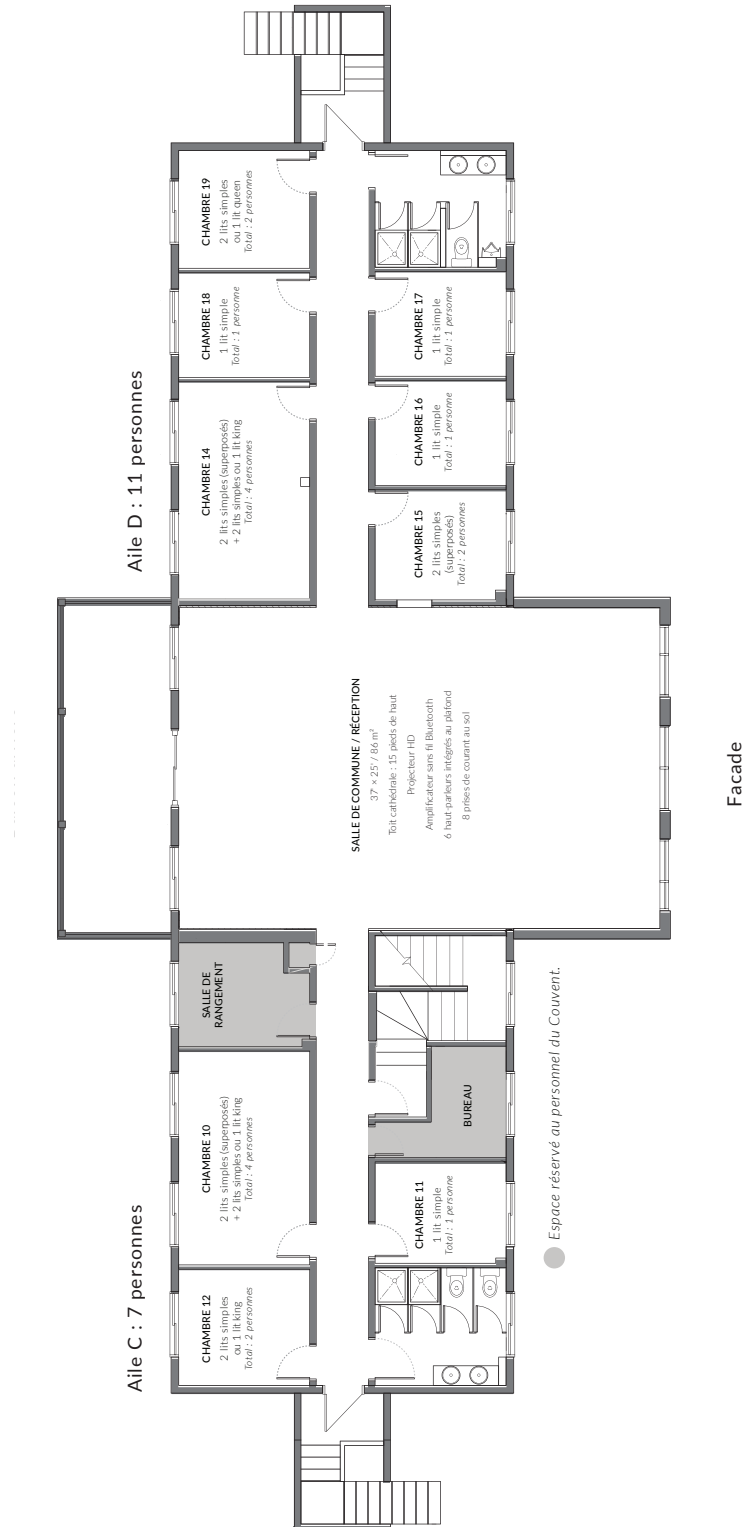 Aile C : 7 personnes
Aile D : 11 personnes
CHAMBRE 12
2 lits simples
ou 1 lit king
Total : 2 personnes
CHAMBRE 10
2 lits simples (superposés)
+ 2 lits simples ou 1 lit king
Total : 4 personnes
SALLE DE
RANGEMENT
CHAMBRE 14
2 lits simples (superposés)
+ 2 lits simples ou 1 lit king
Total : 4 personnes
CHAMBRE 18
1 lit simple
Total : 1 personne
CHAMBRE 19
2 lits simples
ou 1 lit queen
Total : 2 personnes
SALLE DE COMMUNE / RÉCEPTION
37' × 25' / 86 m²
Toit cathédrale : 15 pieds de haut
Projecteur HD
Amplificateur sans fil Bluetooth
6 haut-parleurs intégrés au plafond
8 prises de courant au sol
CHAMBRE 11
1 lit simple
Total : 1 personne
BUREAU
CHAMBRE 15
2 lits simples
(superposés)
Total : 2 personnes
CHAMBRE 16
1 lit simple
Total : 1 personne
CHAMBRE 17
1 lit simple
Total : 1 personne
Espace réservé au personnel du Couvent.
Facade